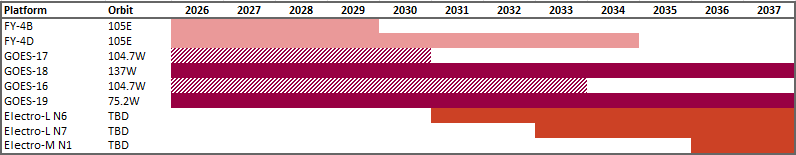 Platform Orbit 2026 2027 2028 2029 2030 2031 2032 2033 2034 2035 2036 2037
FY-4B 105E
FY-4D 105E
GOES-17 104.7W
GOES-18 137W
GOES-16 104.7W
GOES-19 75.2W
Electro-L N6 TBD
Electro-L N7 TBD
Electro-M N1 TBD